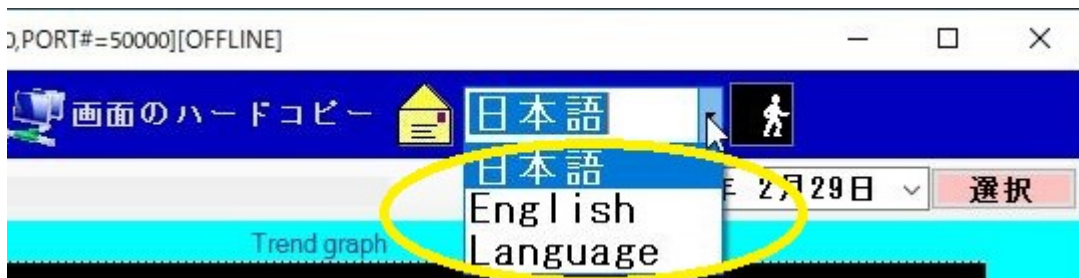 ,PORT#=50000][OFFLINE]
画面のハードコピー
日本語
日本語
English
Language
2月29日
選択
Trend graph